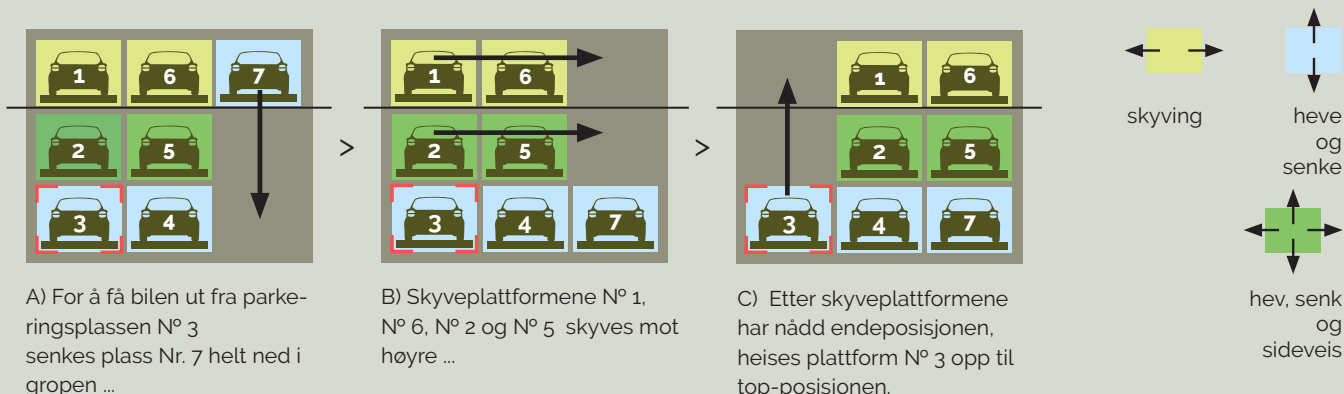 1 6 7
2 5
3 4
>
1 6
2 5
3 4 7
>
1 6
2 5
3 4 7
A) For å få bilen ut fra parke-
ringsplassen Nº 3
senkes plass Nr. 7 helt ned i
gropen ...
B) Skyveplattformene Nº 1,
Nº 6, Nº 2 og Nº 5 skyves mot
høyre ...
C) Etter skyveplattformene
har nådd endeposisjonen,
heises plattform Nº 3 opp til
top-posisionen.
skyving
heve
og
senke
hev, senk
og
sideveis